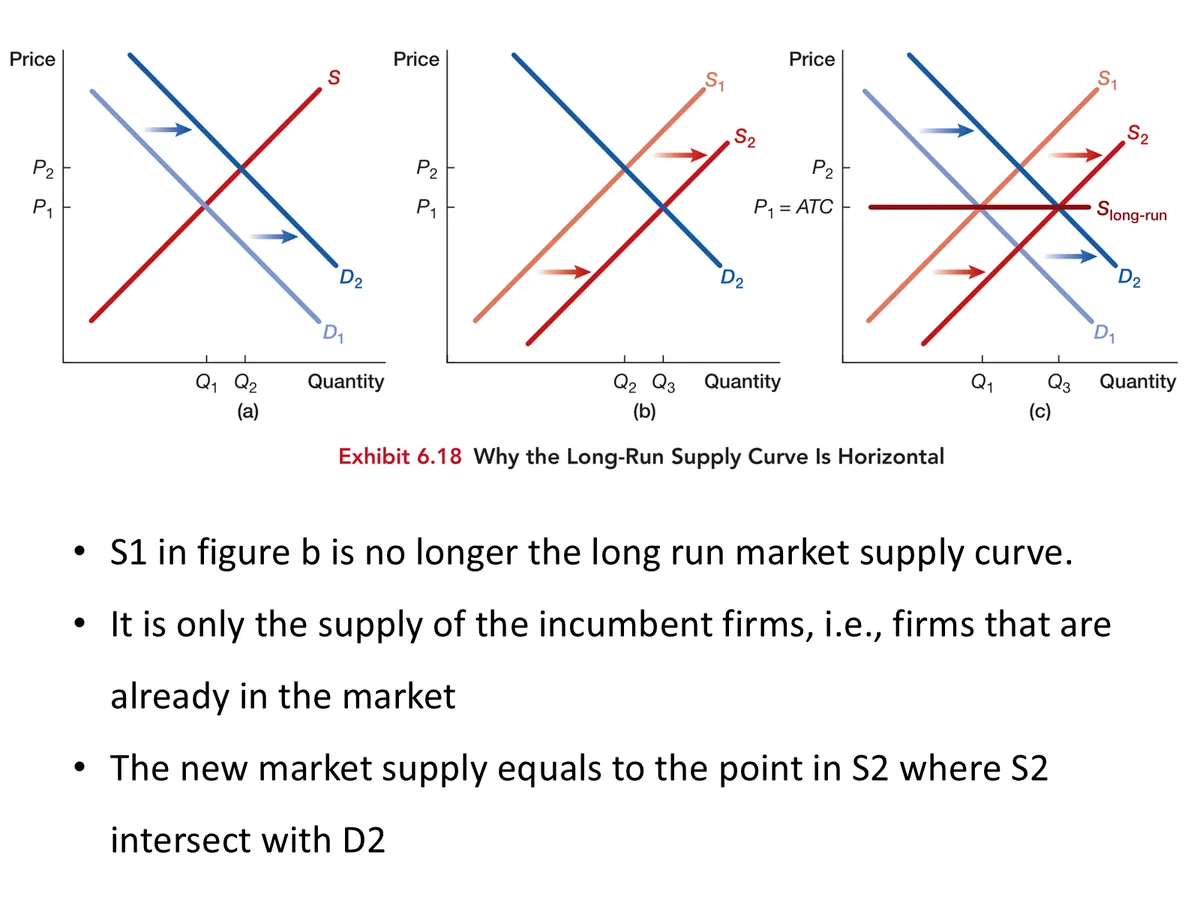 Price
S
P2
P1
D2
D1
Q1 Q2 Quantity
(a)
Price
S1
S2
P2
P1
D2
Q2 Q3 Quantity
(b)
Price
S1
S2
P2
P1 = ATC
Slong-run
D2
D1
Q1 Q3 Quantity
(c)
Exhibit 6.18 Why the Long-Run Supply Curve Is Horizontal
• S1 in figure b is no longer the long run market supply curve.
• It is only the supply of the incumbent firms, i.e., firms that are
already in the market
• The new market supply equals to the point in S2 where S2
intersect with D2